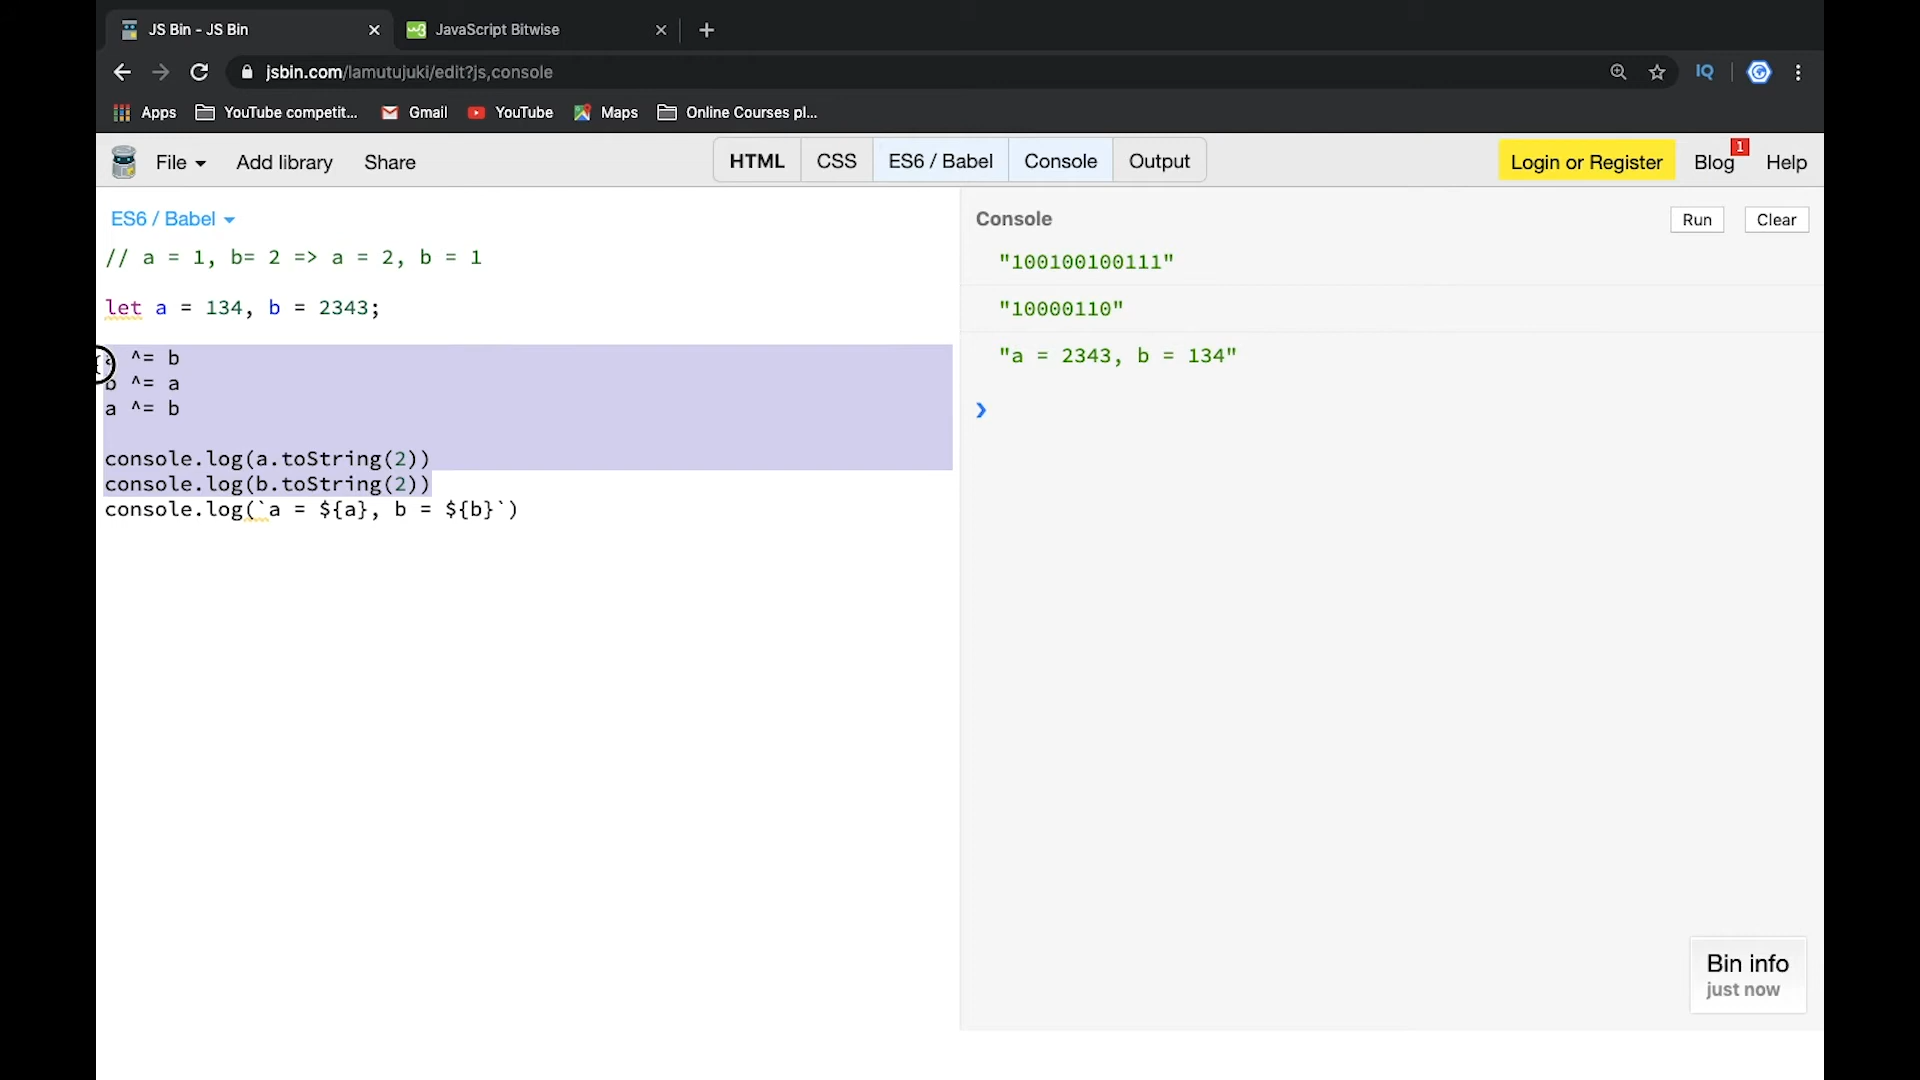 JS Bin - JS Bin
JavaScript Bitwise
jsbin.com/lamutujuki/edit?js,console
IQ
Apps
YouTube competit...
Gmail
YouTube
Maps
Online Courses pl...
File
Add library
Share
HTML
CSS
ES6 / Babel
Console
Output
Login or Register
Blog
1
Help
ES6 / Babel
// a = 1, b= 2 => a = 2, b = 1
let a = 134, b = 2343;
a ^= b
b ^= a
a ^= b
console.log(a.toString(2))
console.log(b.toString(2))
console.log(`a = ${a}, b = ${b}`)
Console
Run
Clear
"100100100111"
"10000110"
"a = 2343, b = 134"
Bin info
just now